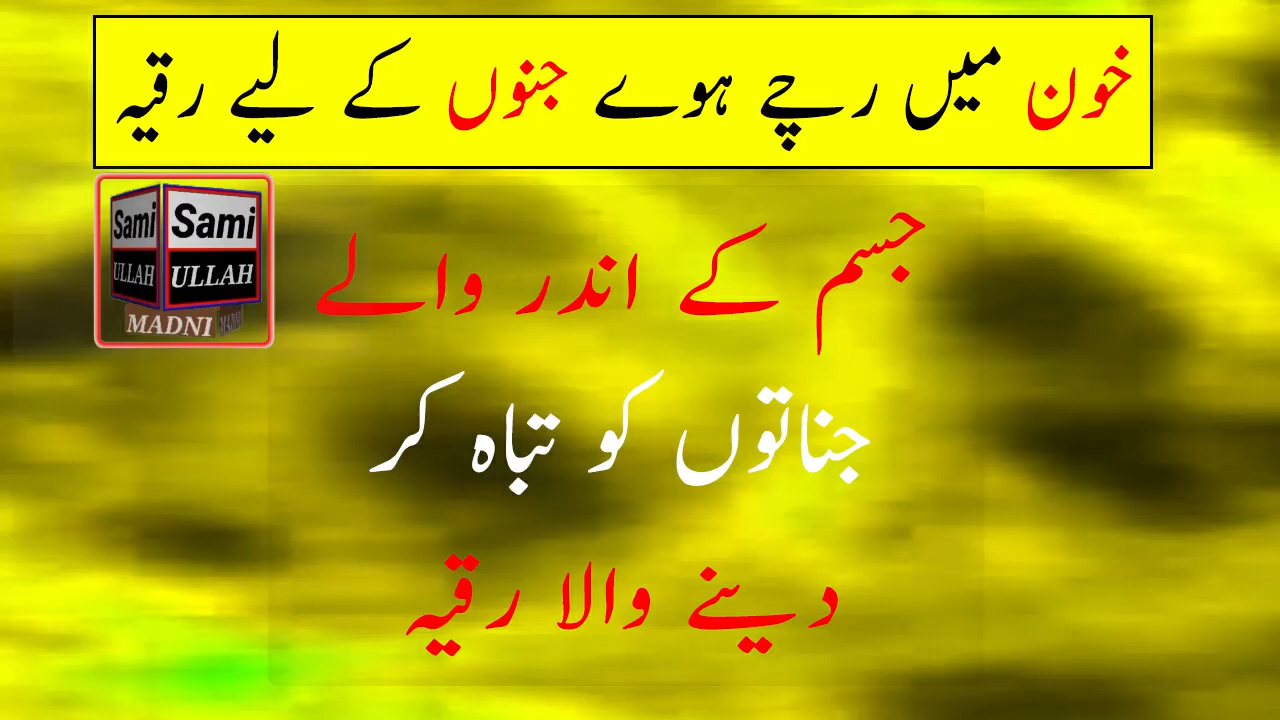 خون میں رچے ہوے جنوں کے لیے رقیہ
Sami Sami
ULLAH ULLAH
MADNI
جسم کے اندر والے
جناتوں کو تباہ کر
دینے والا رقیہ